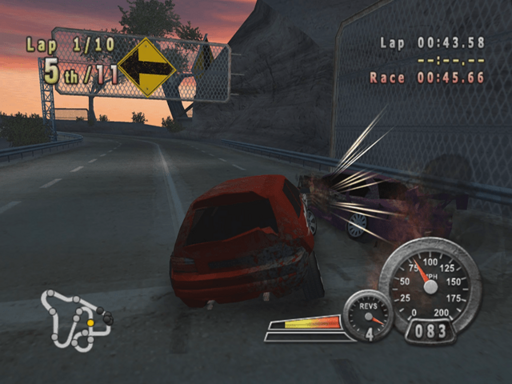 Lap 1/10
5th/11
Lap 00:43.58
--:--.--
Race 00:45.66
75 100 125
50 150
25 175
0 200
MPH
083
REVS
4